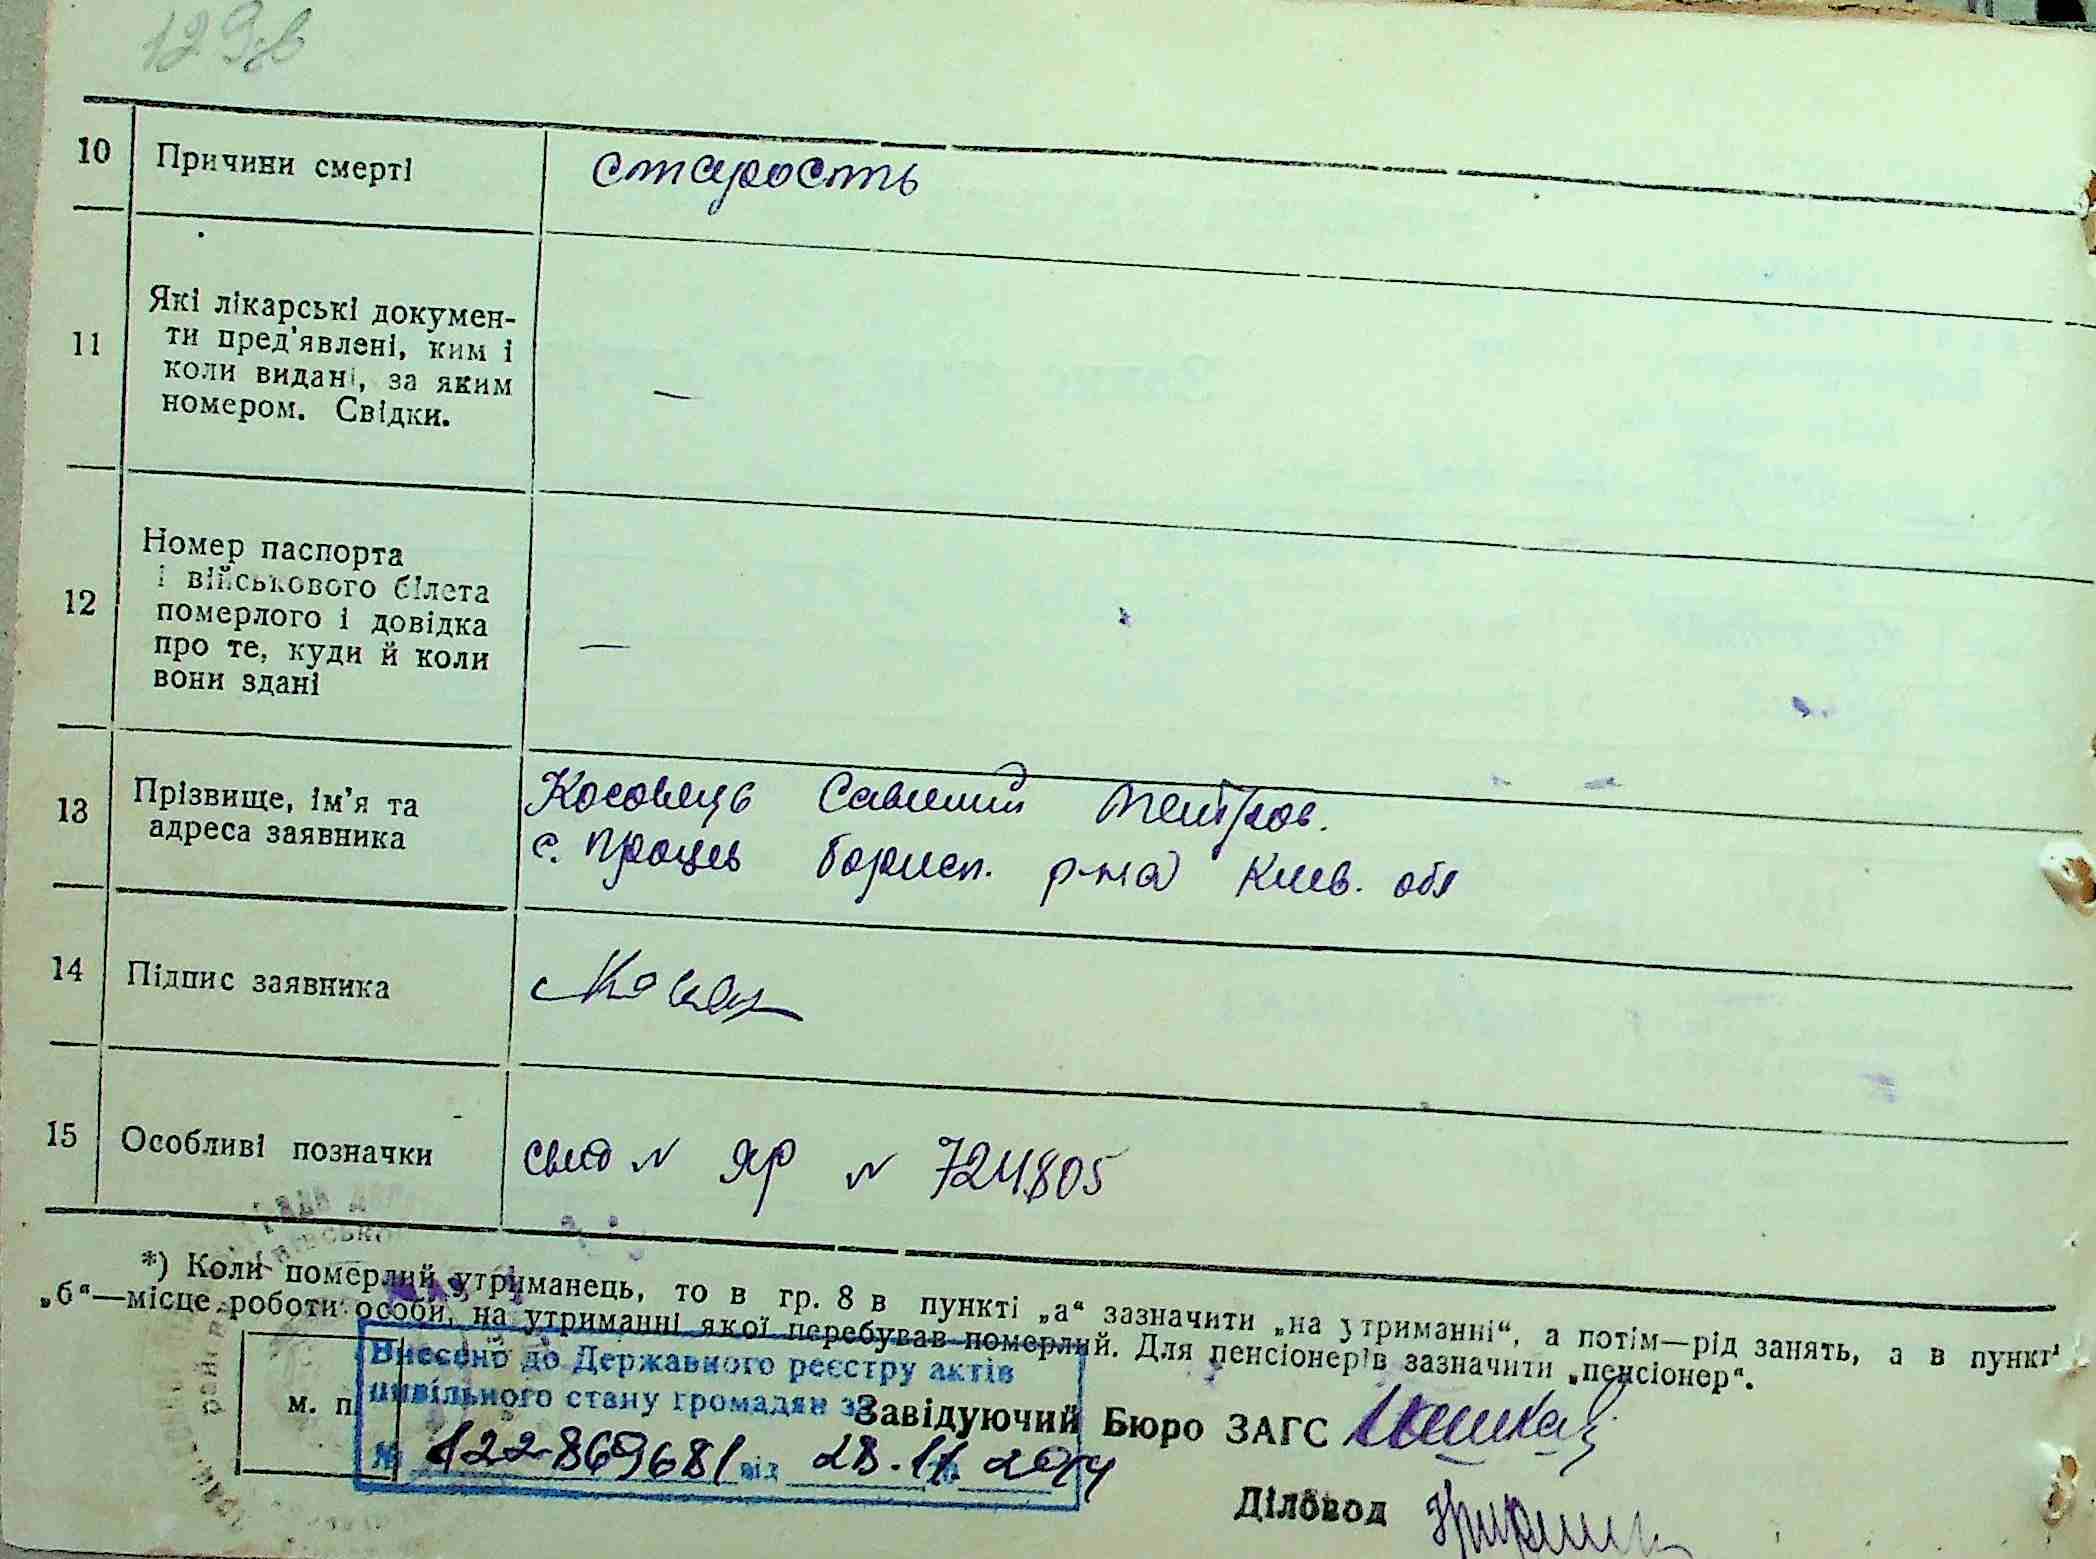 129зв
10 Причини смерті старость
11 Які лікарські докумен-
ти пред'явлені, ким і
коли видані, за яким
номером. Свідки. —
12 Номер паспорта
і військового білета
померлого і довідка
про те, куди й коли
вони здані —
13 Прізвище, ім'я та
адреса заявника
Косовець Савелий Петров.
с. Процев борисп. р-на Киев. обл
14 Підпис заявника
15 Особливі позначки свид N ЯР N 724805
*) Коли померлий утриманець, то в гр. 8 в пункті „а“ зазначити „на утриманні“, а потім—рід занять, а в пункті
„б“—місце роботи особи, на утриманні якої перебував померлий. Для пенсіонерів зазначити „пенсіонер“.
Внесено до Державного реєстру актів
цивільного стану громадян за
№ 122869681 від 28.11. 2014
м. п.
Завідуючий Бюро ЗАГС
Діловод